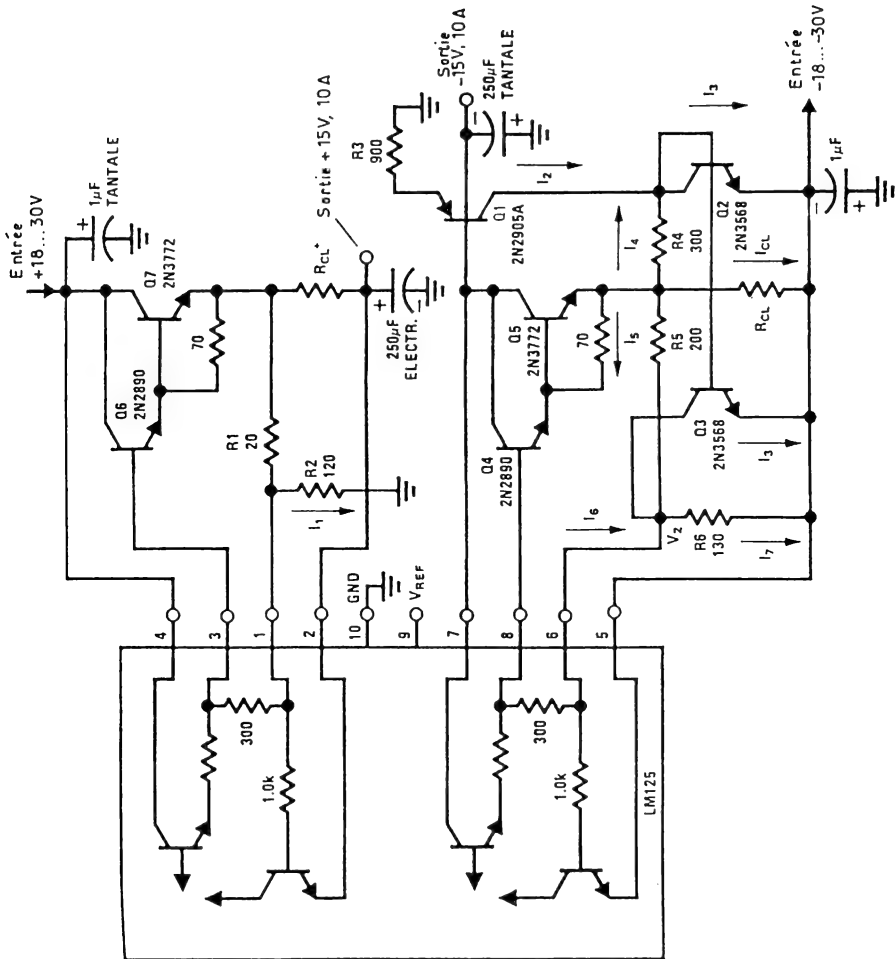 Entrée
+18...30V
1µF
TANTALE
Q7
2N3772
Q6
2N2890
70
R1
20
RCL*
Sortie +15V, 10A
250µF
ELECTR.
R2
120
I1
GND
VREF
4
3
1
2
10
9
7
8
6
5
300
1.0k
300
1.0k
LM125
Sortie
-15V, 10A
250µF
TANTALE
R3
900
Q1
2N2905A
I2
Q4
2N2890
Q5
2N3772
70
I5
I4
R5
200
R4
300
Q2
2N3568
I3
ICL
RCL
Q3
2N3568
I3
I6
VZ
R6
130
I7
1µF
Entrée
-18...-30V